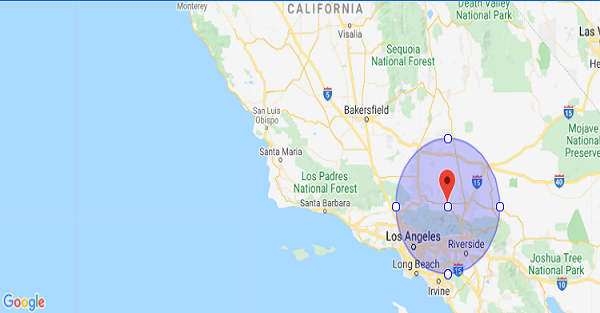 Monterey
CALIFORNIA
Visalia
Death Valley
National Park
Sequoia
National Forest
Las V
He
5
15
Bakersfield
San Luis
Obispo
Mojave
National
Preserve
Santa Maria
Los Padres
National Forest
15
40
Santa Barbara
Los Angeles
Riverside
Long Beach
15
Irvine
Joshua Tree
National Park
10
Google